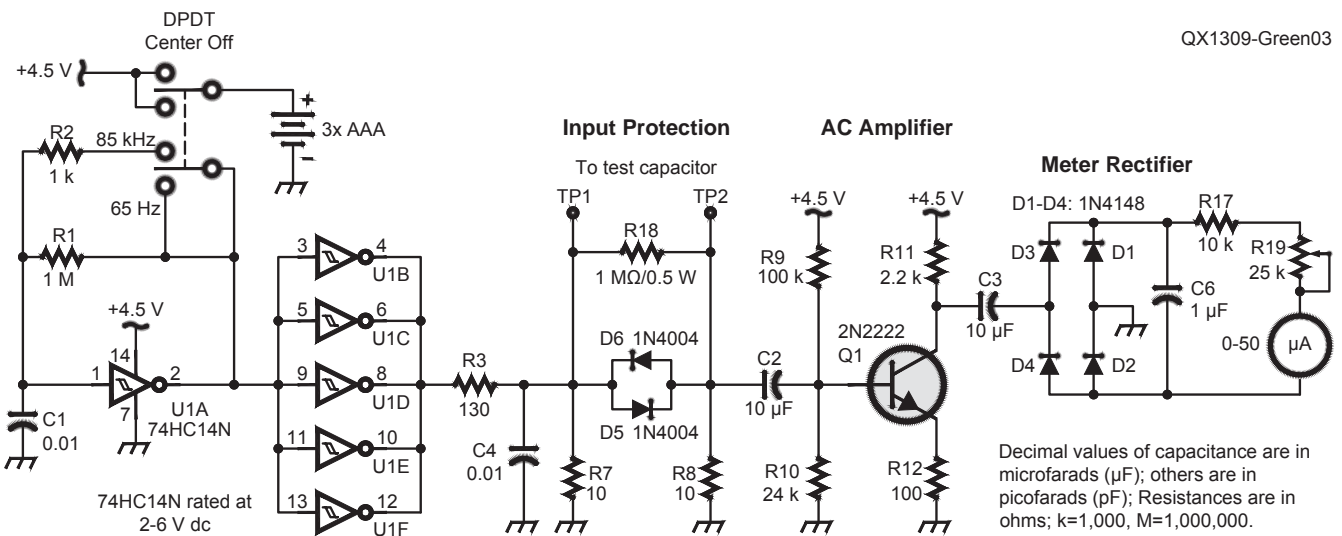 DPDT
Center Off
QX1309-Green03
+4.5 V
+
3x AAA
–
R2
1 k
85 kHz
65 Hz
R1
1 M
+4.5 V
14
1
2
7
U1A
74HC14N
C1
0.01
74HC14N rated at
2-6 V dc
3
4
U1B
5
6
U1C
9
8
U1D
11
10
U1E
13
12
U1F
R3
130
C4
0.01
Input Protection
To test capacitor
TP1
TP2
R18
1 MΩ/0.5 W
D6 1N4004
D5 1N4004
R7
10
R8
10
C2
10 µF
AC Amplifier
+4.5 V
R9
100 k
R10
24 k
+4.5 V
R11
2.2 k
2N2222
Q1
R12
100
C3
10 µF
Meter Rectifier
D1-D4: 1N4148
D3
D1
D4
D2
C6
1 µF
R17
10 k
R19
25 k
0-50
µA
Decimal values of capacitance are in
microfarads (µF); others are in
picofarads (pF); Resistances are in
ohms; k=1,000, M=1,000,000.